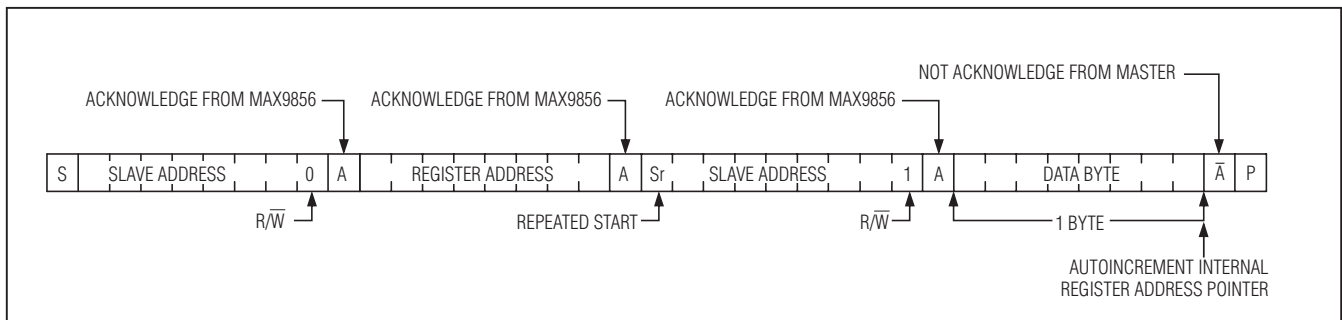 NOT ACKNOWLEDGE FROM MASTER
ACKNOWLEDGE FROM MAX9856 ACKNOWLEDGE FROM MAX9856 ACKNOWLEDGE FROM MAX9856
S SLAVE ADDRESS 0 A REGISTER ADDRESS A Sr SLAVE ADDRESS 1 A DATA BYTE A̅ P
R/W̅ REPEATED START R/W̅ 1 BYTE
AUTOINCREMENT INTERNAL
REGISTER ADDRESS POINTER